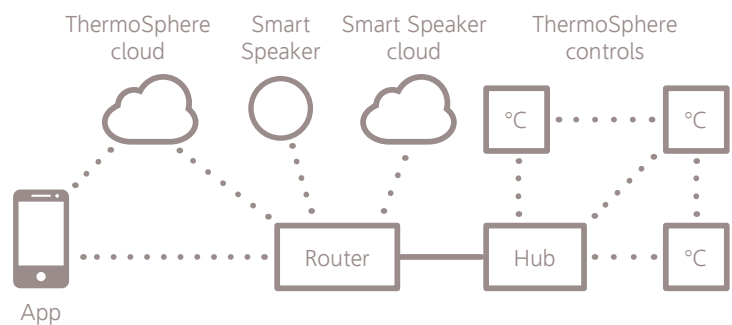 ThermoSphere
cloud
Smart
Speaker
Smart Speaker
cloud
ThermoSphere
controls
°C
°C
Router
Hub
°C
App